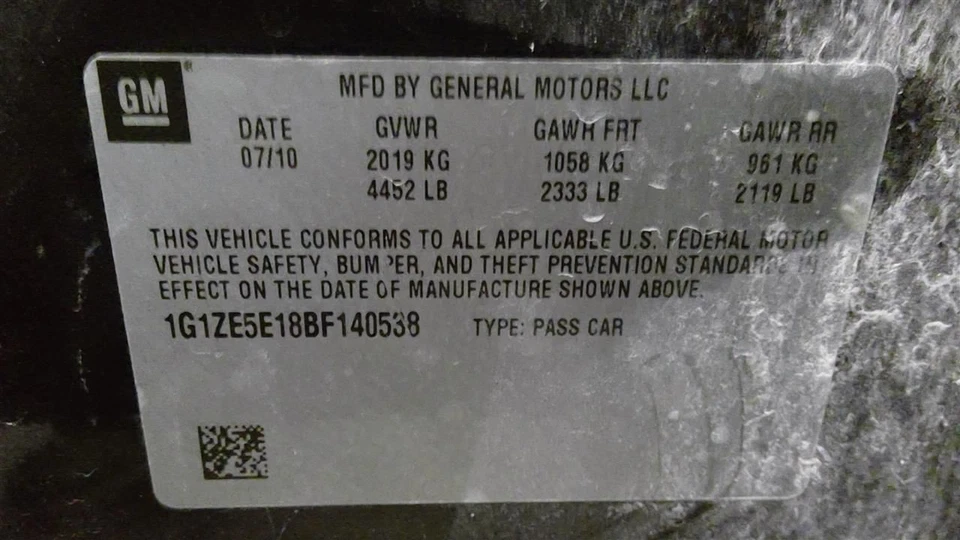 GM
MFD BY GENERAL MOTORS LLC
DATE GVWR GAWR FRT GAWR RR
07/10 2019 KG 1058 KG 961 KG
4452 LB 2333 LB 2119 LB
THIS VEHICLE CONFORMS TO ALL APPLICABLE U.S. FEDERAL MOTOR
VEHICLE SAFETY, BUMPER, AND THEFT PREVENTION STANDARDS IN
EFFECT ON THE DATE OF MANUFACTURE SHOWN ABOVE.
1G1ZE5E18BF140538 TYPE: PASS CAR